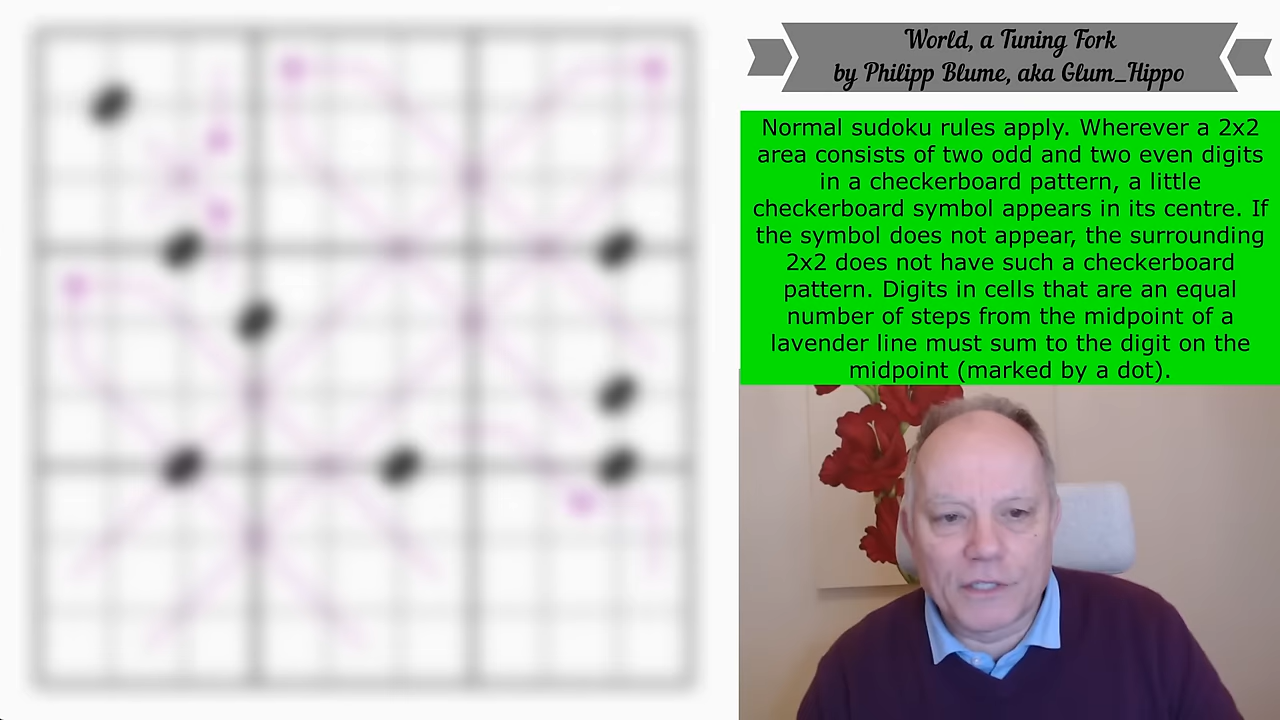 World, a Tuning Fork
by Philipp Blume, aka Glum_Hippo
Normal sudoku rules apply. Wherever a 2x2
area consists of two odd and two even digits
in a checkerboard pattern, a little
checkerboard symbol appears in its centre. If
the symbol does not appear, the surrounding
2x2 does not have such a checkerboard
pattern. Digits in cells that are an equal
number of steps from the midpoint of a
lavender line must sum to the digit on the
midpoint (marked by a dot).